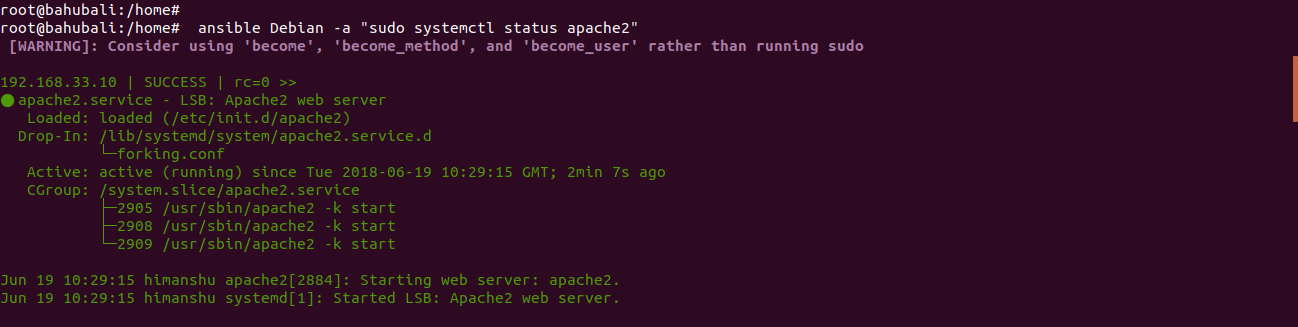 root@bahubali:/home#
root@bahubali:/home#  ansible Debian -a "sudo systemctl status apache2"
 [WARNING]: Consider using 'become', 'become_method', and 'become_user' rather than running sudo
192.168.33.10 | SUCCESS | rc=0 >>
● apache2.service - LSB: Apache2 web server
   Loaded: loaded (/etc/init.d/apache2)
  Drop-In: /lib/systemd/system/apache2.service.d
           └─forking.conf
   Active: active (running) since Tue 2018-06-19 10:29:15 GMT; 2min 7s ago
   CGroup: /system.slice/apache2.service
           ├─2905 /usr/sbin/apache2 -k start
           ├─2908 /usr/sbin/apache2 -k start
           └─2909 /usr/sbin/apache2 -k start
Jun 19 10:29:15 himanshu apache2[2884]: Starting web server: apache2.
Jun 19 10:29:15 himanshu systemd[1]: Started LSB: Apache2 web server.